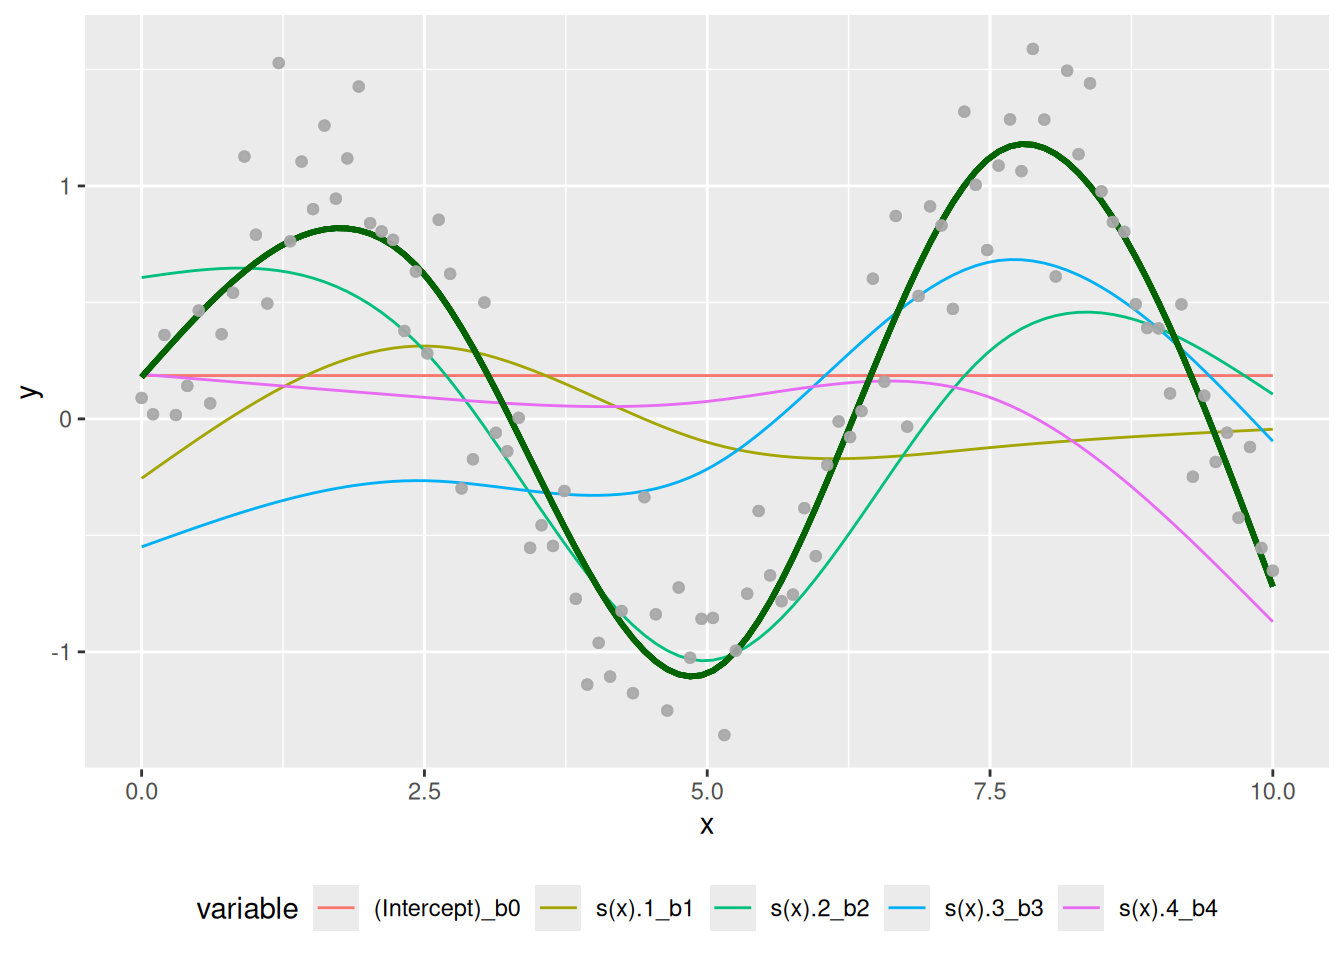 1
0
-1
y
0.0 2.5 5.0 7.5 10.0
x
variable (Intercept)_b0 s(x).1_b1 s(x).2_b2 s(x).3_b3 s(x).4_b4